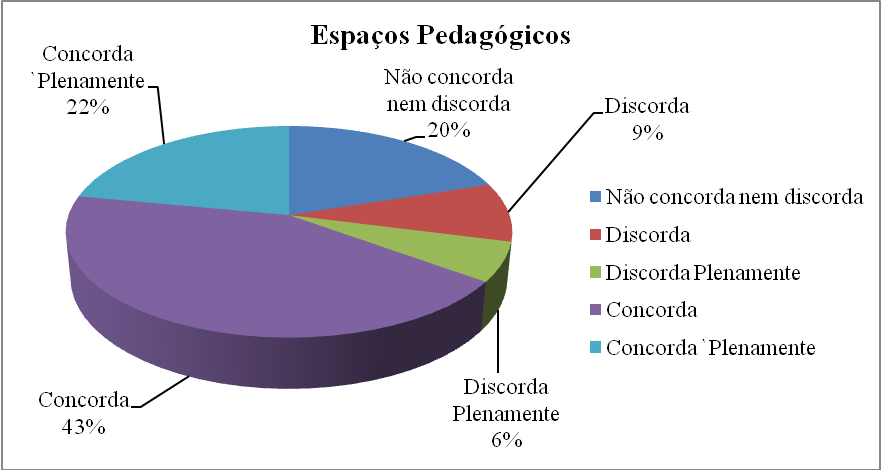 Espaços Pedagógicos
Concorda
`Plenamente
22%
Não concorda
nem discorda
20%
Discorda
9%
Não concorda nem discorda
Discorda
Discorda Plenamente
Concorda
Concorda `Plenamente
Concorda
43%
Discorda
Plenamente
6%